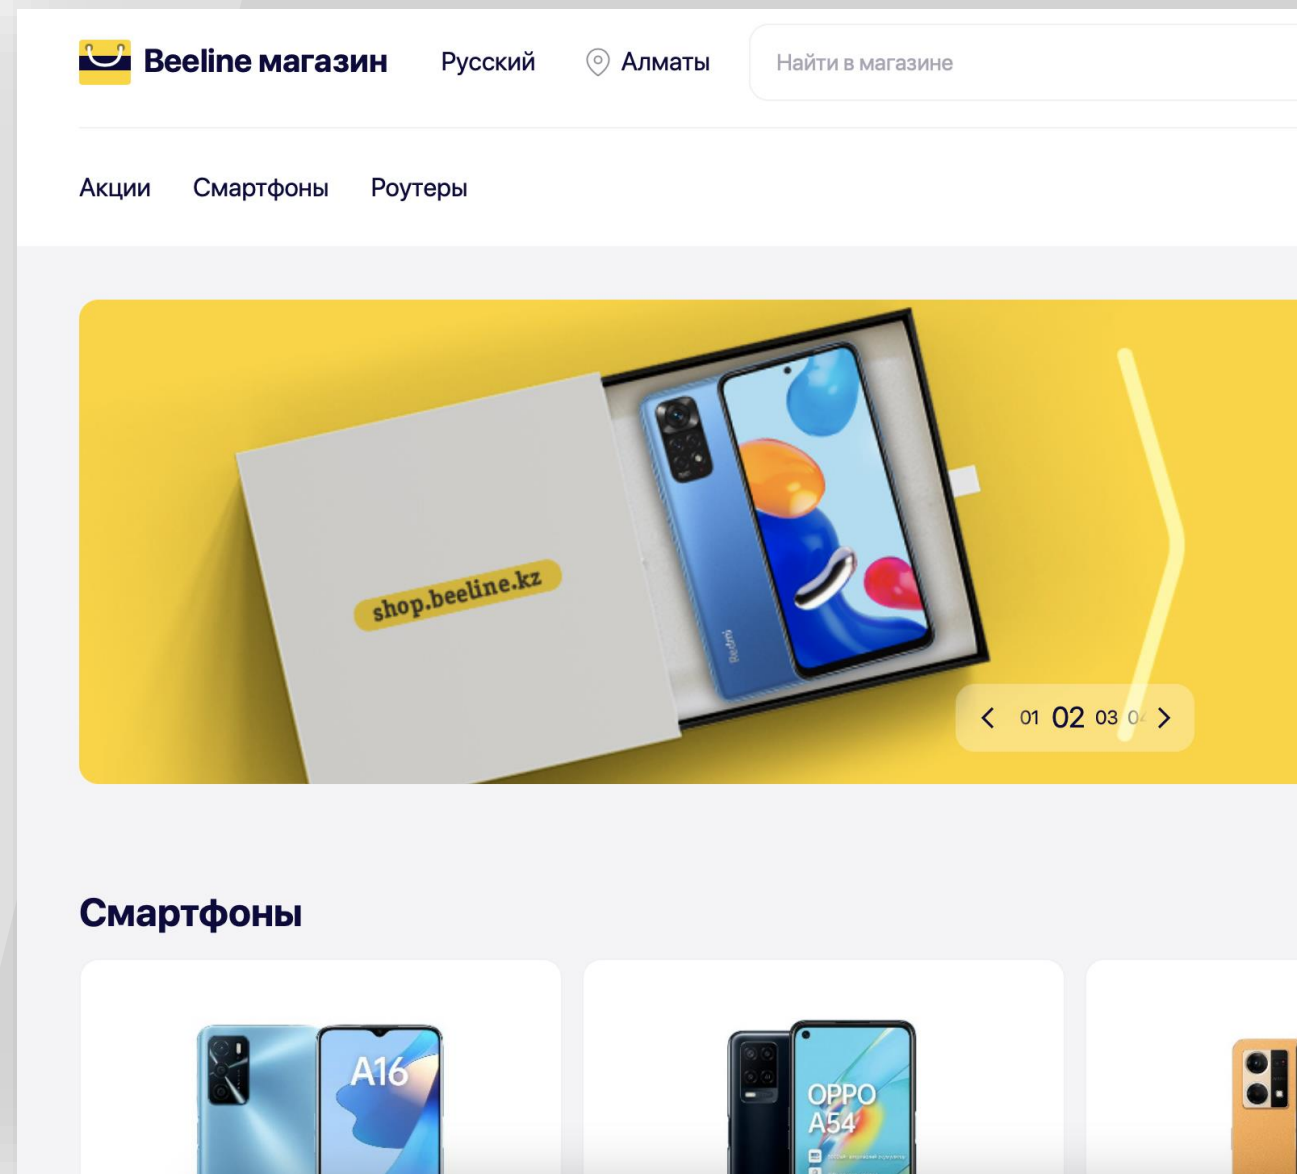 Beeline магазин
Русский
Алматы
Найти в магазине
Акции
Смартфоны
Роутеры
shop.beeline.kz
Redmi
01 02 03
Смартфоны
A16
OPPO
A54